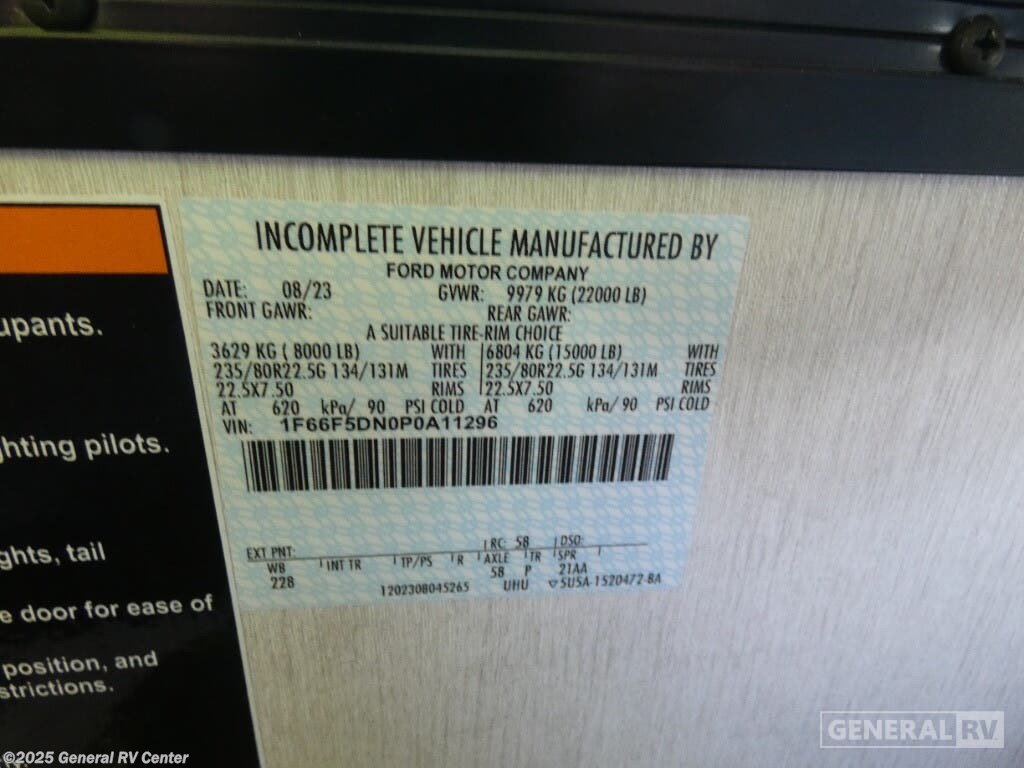 upants.
hting pilots.
ghts, tail
e door for ease of
position, and
strictions.
INCOMPLETE VEHICLE MANUFACTURED BY
FORD MOTOR COMPANY
DATE: 08/23 GVWR: 9979 KG (22000 LB)
FRONT GAWR: REAR GAWR:
A SUITABLE TIRE-RIM CHOICE
3629 KG ( 8000 LB) WITH 6804 KG (15000 LB) WITH
235/80R22.5G 134/131M TIRES 235/80R22.5G 134/131M TIRES
22.5X7.50 RIMS 22.5X7.50 RIMS
AT 620 kPa/ 90 PSI COLD AT 620 kPa/ 90 PSI COLD
VIN: 1F66F5DN0P0A11296
EXT PNT: RC: 58 DSO:
WB INT TR TP/PS R AXLE TR SPR
228 58 P 21AA
1202308045265 UHU 5U5A-1520472-BA
GENERAL RV
©2025 General RV Center